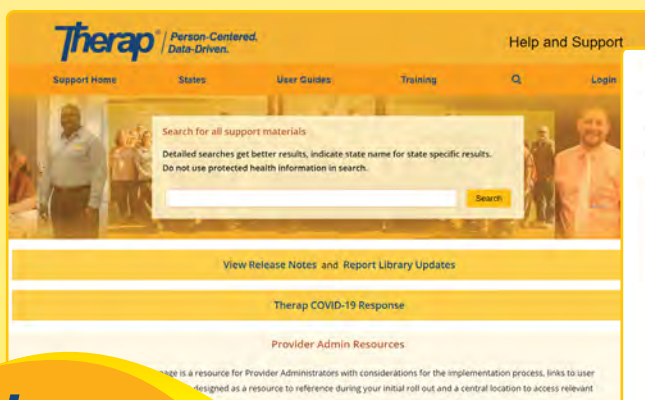 Therap® Person-Centered.
Data-Driven.
Help and Support
Support Home States User Guides Training Login
Search for all support materials
Detailed searches get better results, indicate state name for state specific results.
Do not use protected health information in search.
Search
View Release Notes and Report Library Updates
Therap COVID-19 Response
Provider Admin Resources
page is a resource for Provider Administrators with considerations for the implementation process, links to user
designed as a resource to reference during your initial roll out and a central location to access relevant